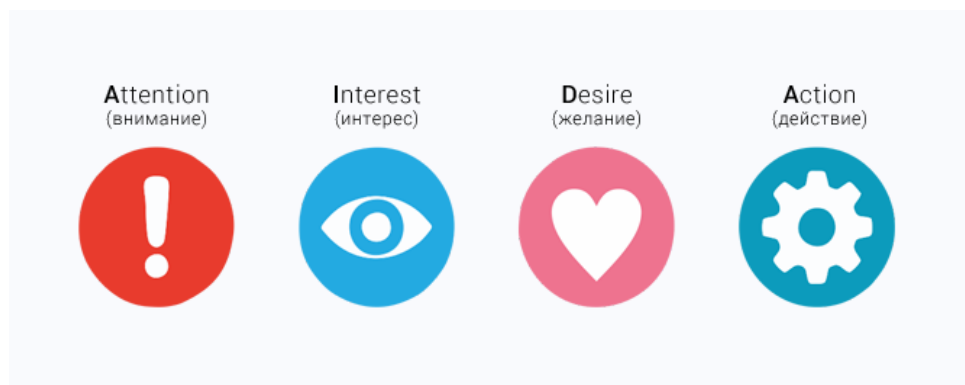 Attention
(внимание)
Interest
(интерес)
Desire
(желание)
Action
(действие)